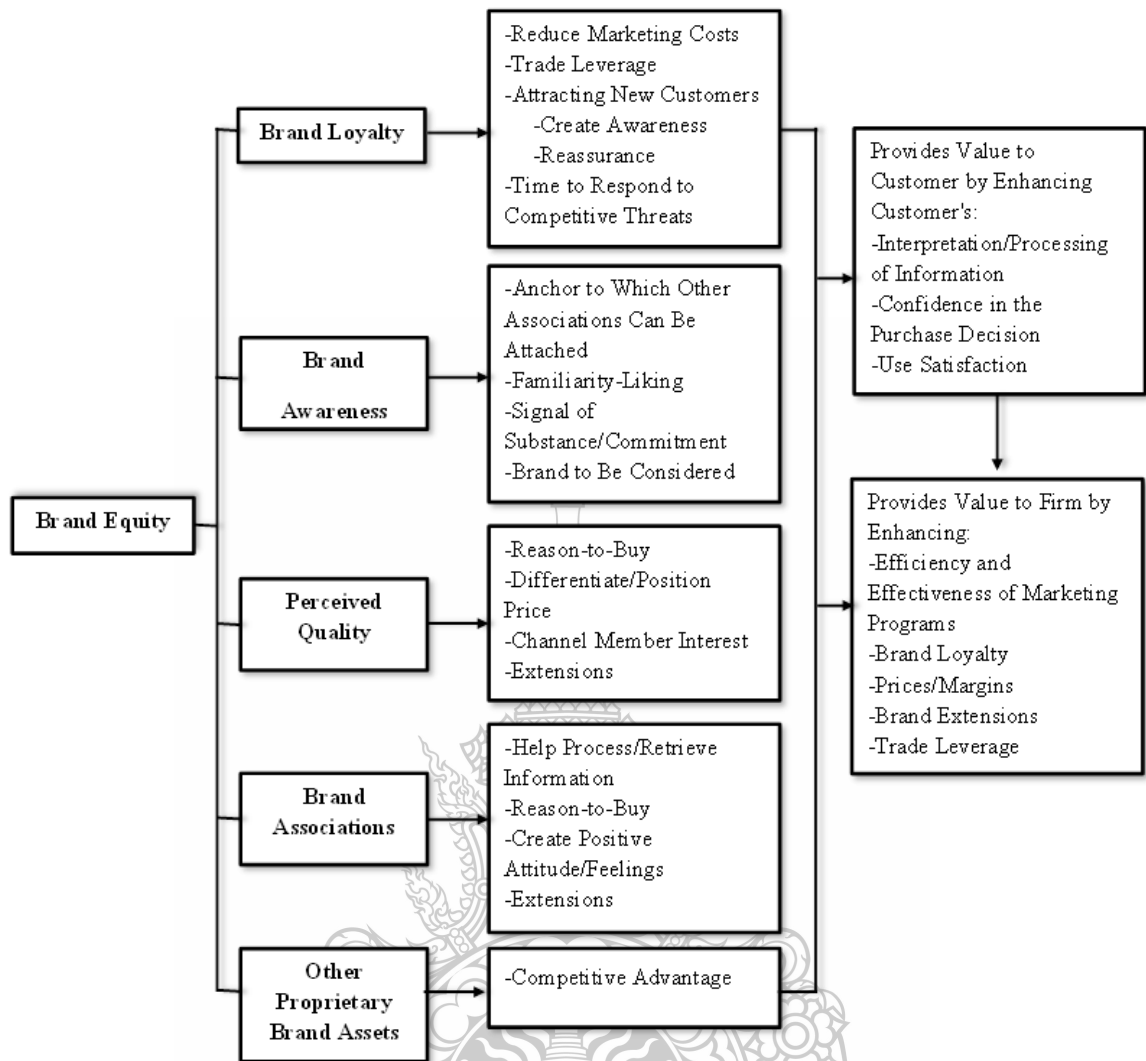 Brand Equity
Brand Loyalty
-Reduce Marketing Costs
-Trade Leverage
-Attracting New Customers
-Create Awareness
-Reassurance
-Time to Respond to
Competitive Threats
Brand
Awareness
-Anchor to Which Other
Associations Can Be
Attached
-Familiarity-Liking
-Signal of
Substance/Commitment
-Brand to Be Considered
Perceived
Quality
-Reason-to-Buy
-Differentiate/Position
Price
-Channel Member Interest
-Extensions
Brand
Associations
-Help Process/Retrieve
Information
-Reason-to-Buy
-Create Positive
Attitude/Feelings
-Extensions
Other
Proprietary
Brand Assets
-Competitive Advantage
Provides Value to
Customer by Enhancing
Customer's:
-Interpretation/Processing
of Information
-Confidence in the
Purchase Decision
-Use Satisfaction
Provides Value to Firm by
Enhancing:
-Efficiency and
Effectiveness of Marketing
Programs
-Brand Loyalty
-Prices/Margins
-Brand Extensions
-Trade Leverage